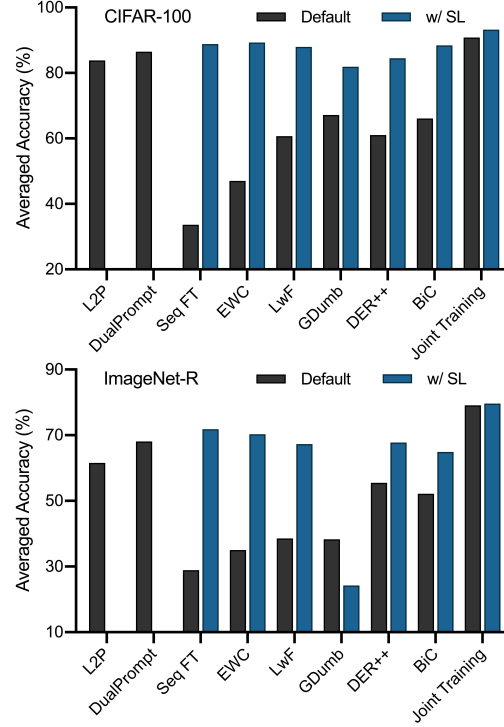 CIFAR-100
Default
w/ SL
Averaged Accuracy (%)
100
80
60
40
20
L2P
DualPrompt
Seq FT
EWC
LwF
GDumb
DER++
BiC
Joint Training
ImageNet-R
Default
w/ SL
Averaged Accuracy (%)
90
70
50
30
10
L2P
DualPrompt
Seq FT
EWC
LwF
GDumb
DER++
BiC
Joint Training